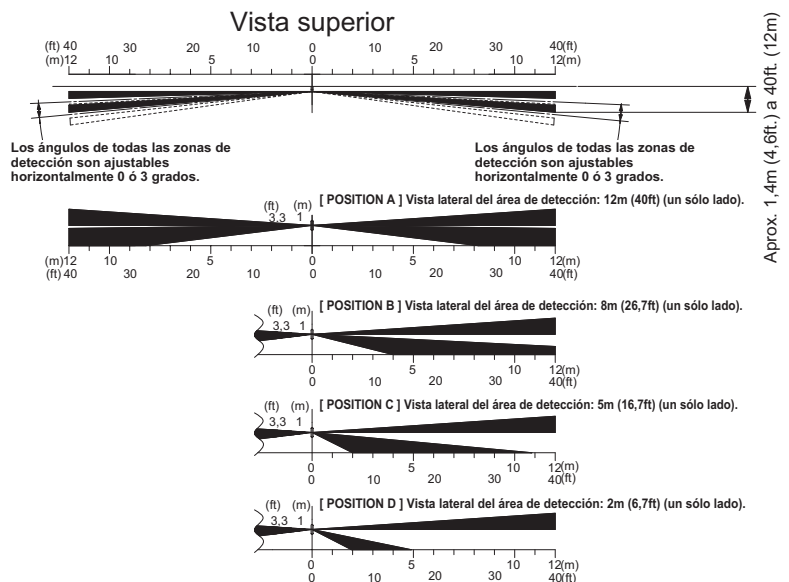 Vista superior
(ft) 40 30 20 10 0 10 20 30 40(ft)
(m)12 10 5 0 5 10 12(m)
Aprox. 1,4m (4,6ft.) a 40ft. (12m)
Los ángulos de todas las zonas de
detección son ajustables
horizontalmente 0 ó 3 grados.
Los ángulos de todas las zonas de
detección son ajustables
horizontalmente 0 ó 3 grados.
[ POSITION A ] Vista lateral del área de detección: 12m (40ft) (un sólo lado).
(ft) (m)
3,3 1
(m)12 10 5 0 5 10 12(m)
(ft) 40 30 20 10 0 10 20 30 40(ft)
[ POSITION B ] Vista lateral del área de detección: 8m (26,7ft) (un sólo lado).
(ft) (m)
3,3 1
0 5 10 12(m)
0 10 20 30 40(ft)
[ POSITION C ] Vista lateral del área de detección: 5m (16,7ft) (un sólo lado).
(ft) (m)
3,3 1
0 5 10 12(m)
0 10 20 30 40(ft)
[ POSITION D ] Vista lateral del área de detección: 2m (6,7ft) (un sólo lado).
(ft) (m)
3,3 1
0 5 10 12(m)
0 10 20 30 40(ft)